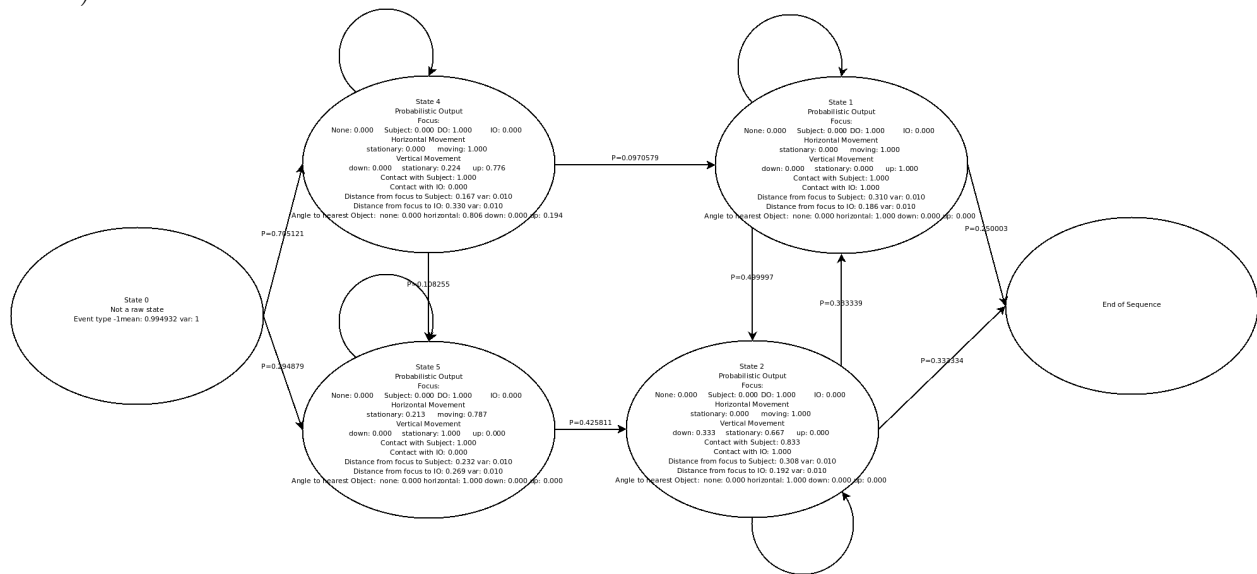 )
State 4
Probabilistic Output
Focus:
None: 0.000 Subject: 0.000 DO: 1.000 IO: 0.000
Horizontal Movement
stationary: 0.000 moving: 1.000
Vertical Movement
down: 0.000 stationary: 0.224 up: 0.776
Contact with Subject: 1.000
Contact with IO: 0.000
Distance from focus to Subject: 0.167 var: 0.010
Distance from focus to IO: 0.330 var: 0.010
Angle to nearest Object: none: 0.000 horizontal: 0.806 down: 0.000 up: 0.194
P=0.0970579
State 1
Probabilistic Output
Focus:
None: 0.000 Subject: 0.000 DO: 1.000 IO: 0.000
Horizontal Movement
stationary: 0.000 moving: 1.000
Vertical Movement
down: 0.000 stationary: 0.000 up: 1.000
Contact with Subject: 1.000
Contact with IO: 1.000
Distance from focus to Subject: 0.310 var: 0.010
Distance from focus to IO: 0.186 var: 0.010
Angle to nearest Object: none: 0.000 horizontal: 1.000 down: 0.000 up: 0.000
P=0.705121
P=0.250003
P=0.108255
P=0.499997
P=0.333339
State 0
Not a raw state
Event type -1mean: 0.994932 var: 1
End of Sequence
P=0.294879
P=0.333334
State 5
Probabilistic Output
Focus:
None: 0.000 Subject: 0.000 DO: 1.000 IO: 0.000
Horizontal Movement
stationary: 0.213 moving: 0.787
Vertical Movement
down: 0.000 stationary: 1.000 up: 0.000
Contact with Subject: 1.000
Contact with IO: 0.000
Distance from focus to Subject: 0.232 var: 0.010
Distance from focus to IO: 0.269 var: 0.010
Angle to nearest Object: none: 0.000 horizontal: 1.000 down: 0.000 up: 0.000
P=0.425811
State 2
Probabilistic Output
Focus:
None: 0.000 Subject: 0.000 DO: 1.000 IO: 0.000
Horizontal Movement
stationary: 0.000 moving: 1.000
Vertical Movement
down: 0.333 stationary: 0.667 up: 0.000
Contact with Subject: 0.833
Contact with IO: 1.000
Distance from focus to Subject: 0.308 var: 0.010
Distance from focus to IO: 0.192 var: 0.010
Angle to nearest Object: none: 0.000 horizontal: 1.000 down: 0.000 up: 0.000